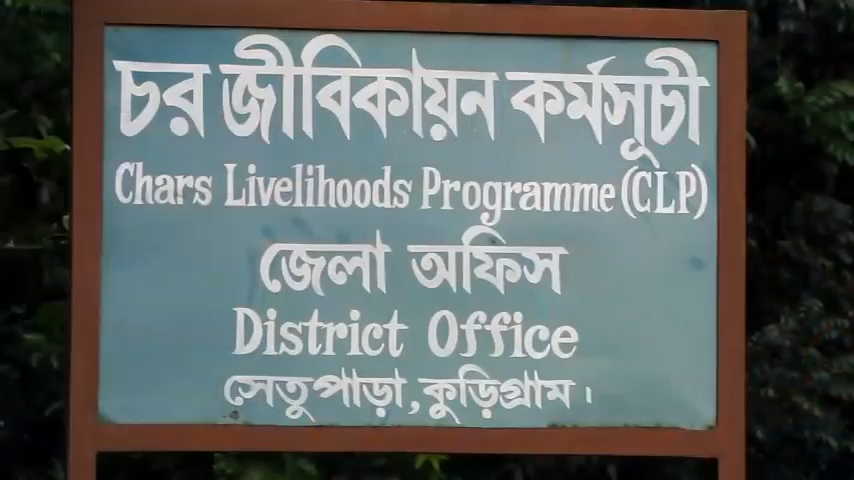 চর জীবিকায়ন কর্মসূচী
Chars Livelihoods Programme (CLP)
জেলা অফিস
District Office
সেতুপাড়া, কুড়িগ্রাম।